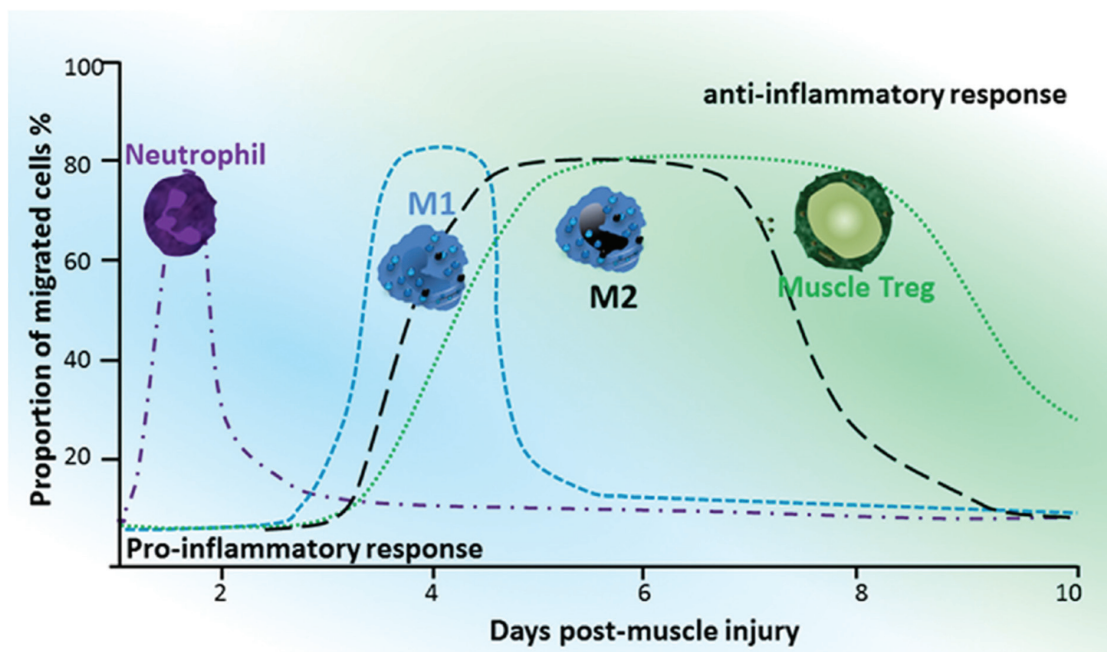 100
anti-inflammatory response
Neutrophil
80
M1
60
M2
Muscle Treg
40
20
Proportion of migrated cells %
Pro-inflammatory response
2 4 6 8 10
Days post-muscle injury